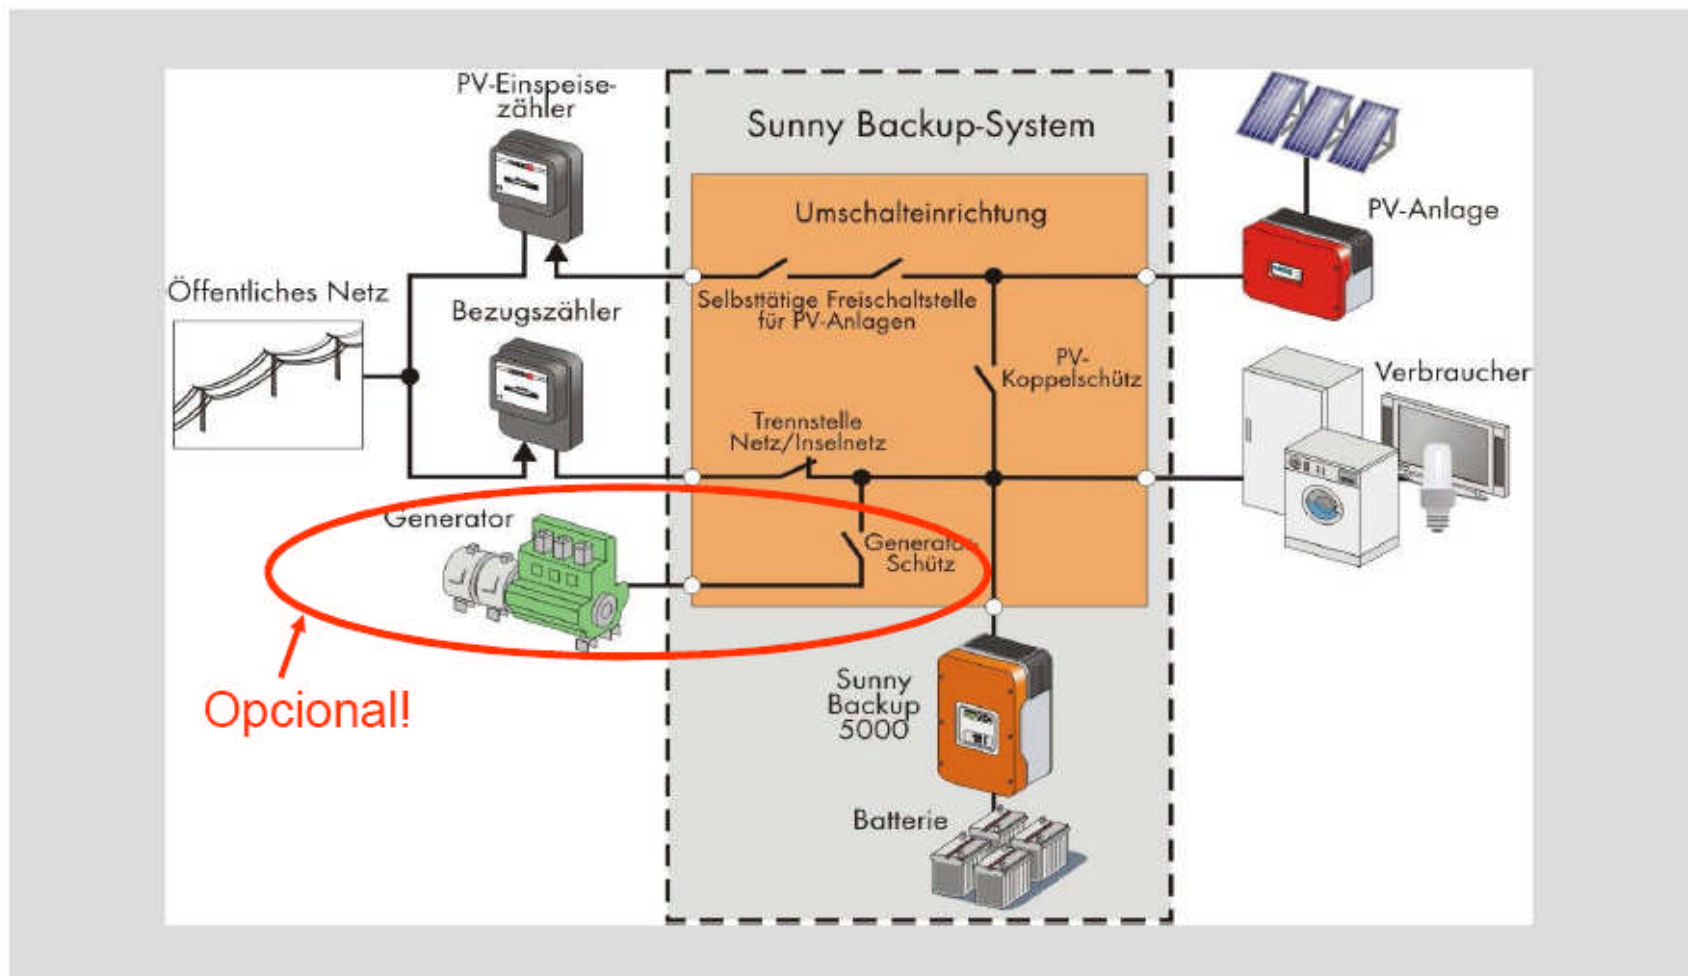 PV-Einspeise-
zähler
Sunny Backup-System
Umschalteinrichtung
PV-Anlage
Öffentliches Netz
Bezugszähler
Selbsttätige Freischaltstelle
für PV-Anlagen
PV-
Koppelschütz
Verbraucher
Trennstelle
Netz/Inselnetz
Generator
Generator-
Schütz
Opcional!
Sunny
Backup
5000
Batterie